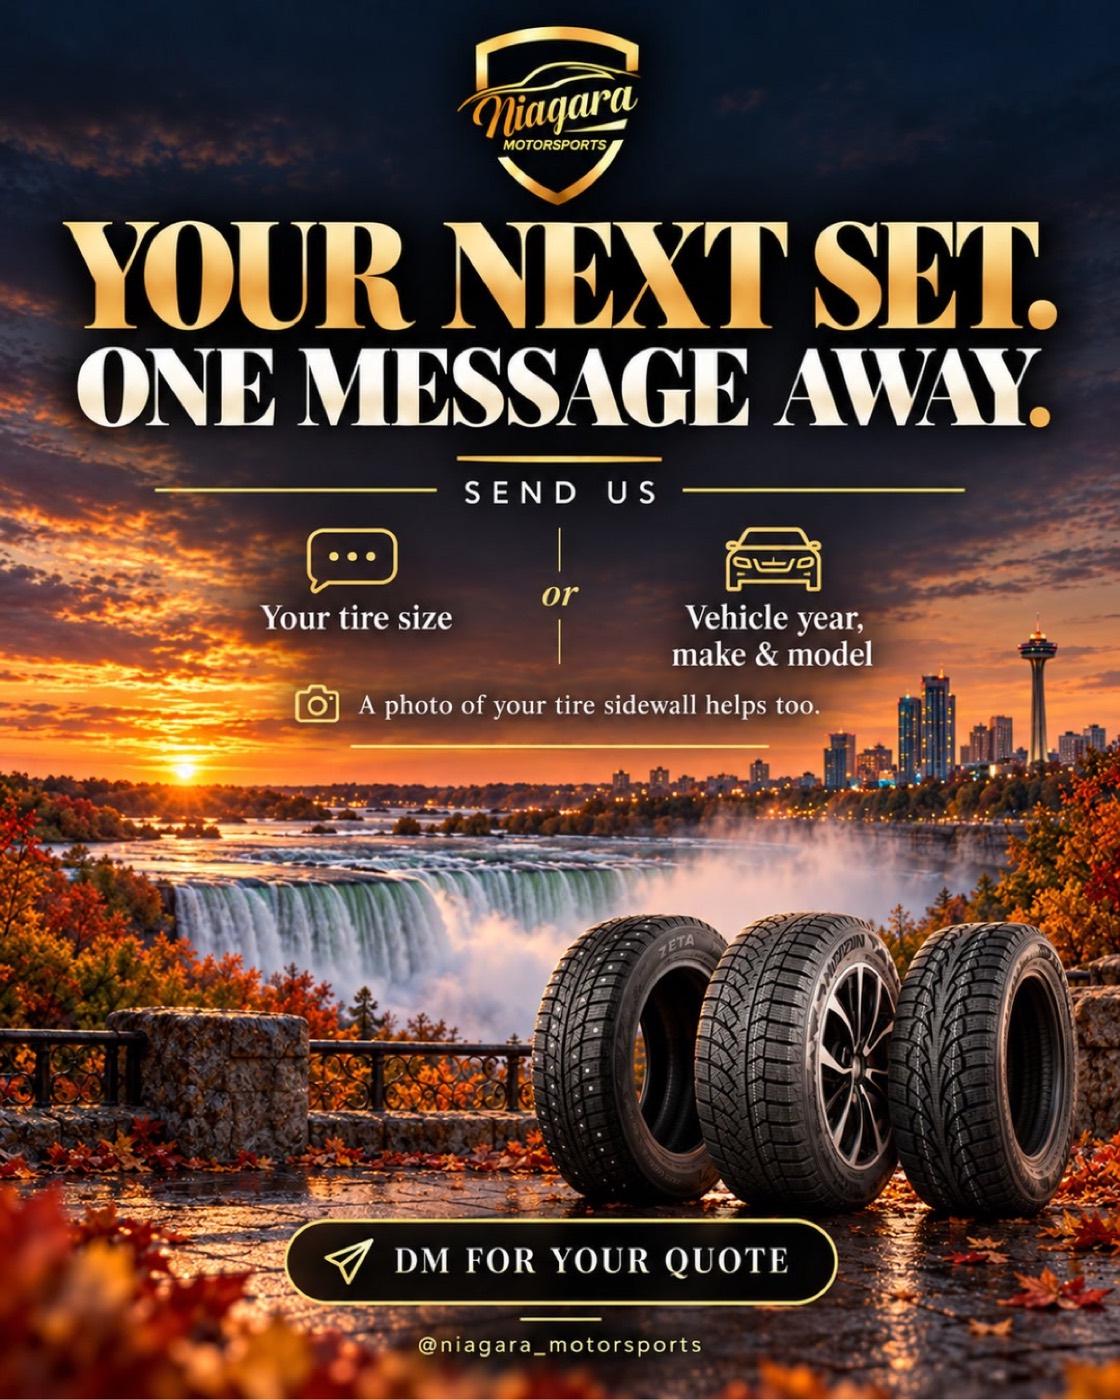 Niagara
MOTORSPORTS
YOUR NEXT SET.
ONE MESSAGE AWAY.
SEND US
Your tire size
or
Vehicle year,
make & model
A photo of your tire sidewall helps too.
ZETA
DM FOR YOUR QUOTE
@niagara_motorsports